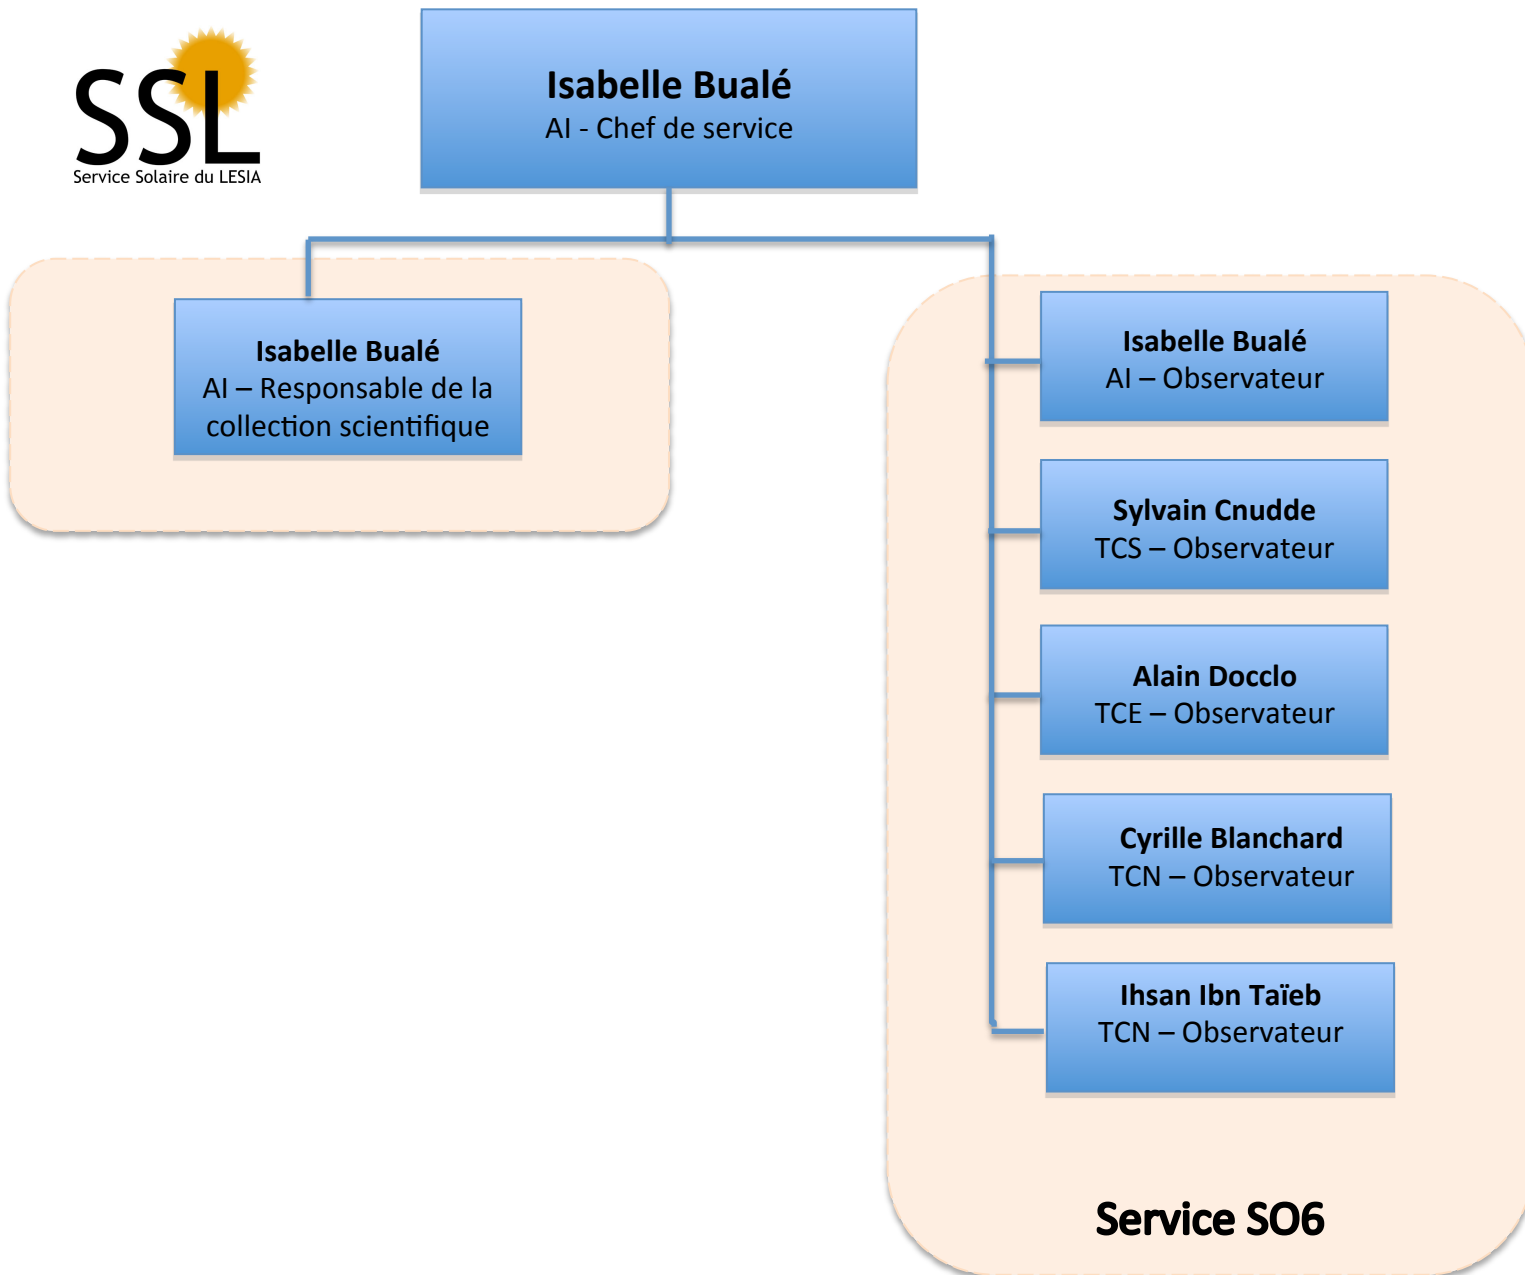 SSL
Service Solaire du LESIA
Isabelle Bualé
AI - Chef de service
Isabelle Bualé
AI – Responsable de la
collection scientifique
Isabelle Bualé
AI – Observateur
Sylvain Cnudde
TCS – Observateur
Alain Docclo
TCE – Observateur
Cyrille Blanchard
TCN – Observateur
Ihsan Ibn Taïeb
TCN – Observateur
Service SO6